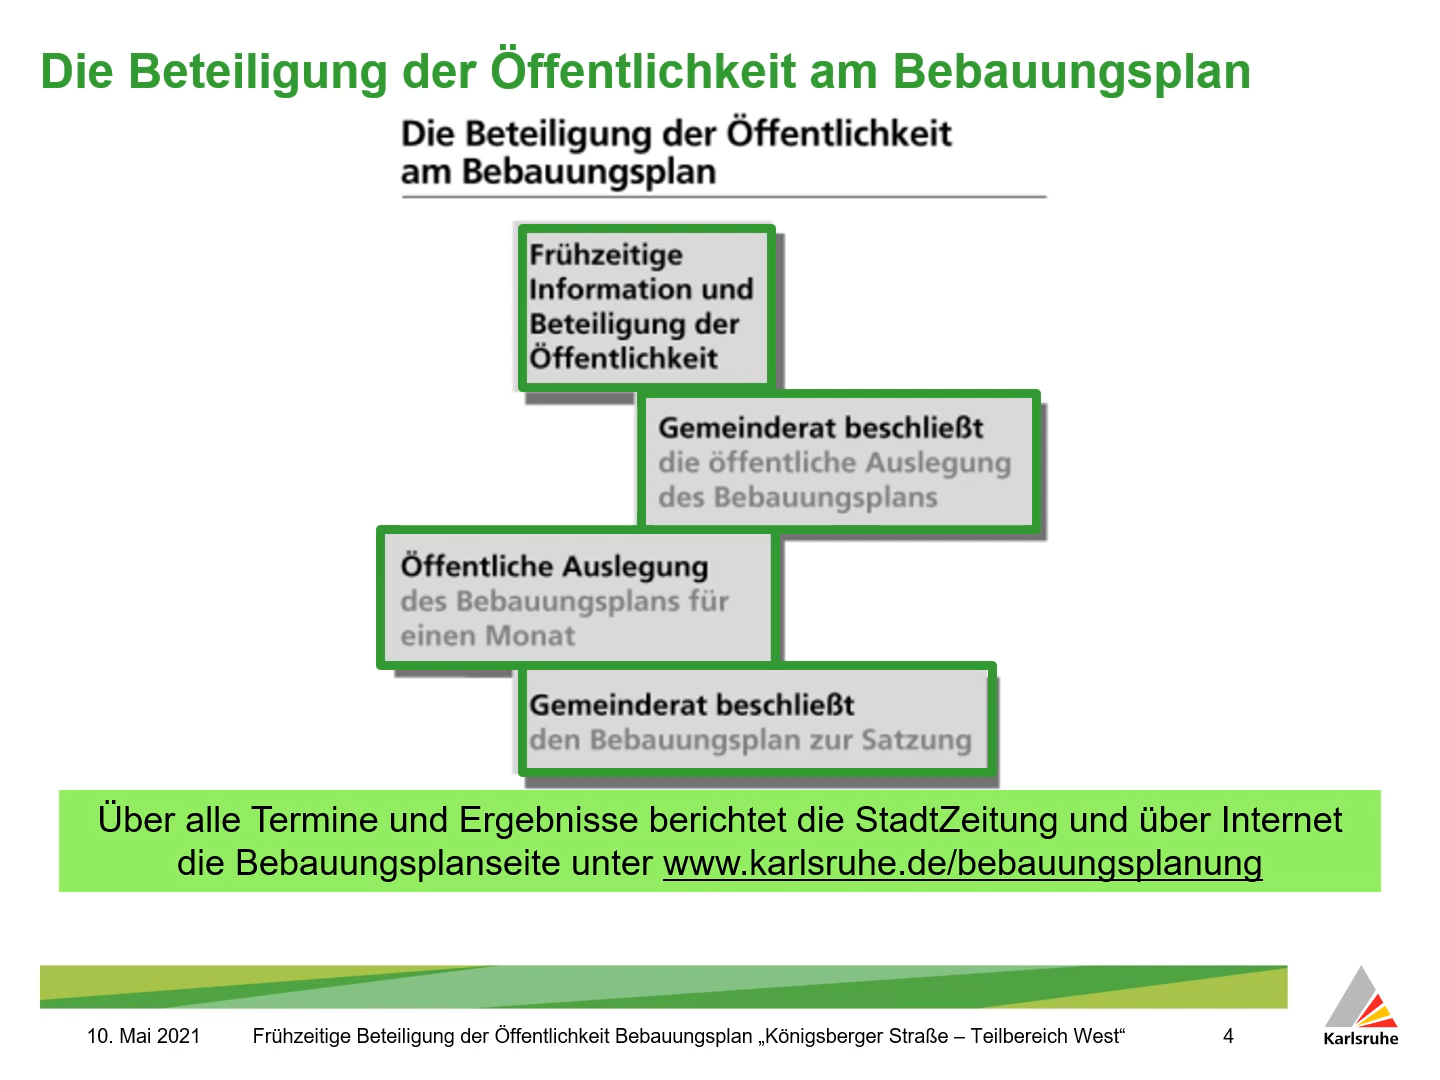 Die Beteiligung der Öffentlichkeit am Bebauungsplan
Die Beteiligung der Öffentlichkeit
am Bebauungsplan
Frühzeitige
Information und
Beteiligung der
Öffentlichkeit
Gemeinderat beschließt
die öffentliche Auslegung
des Bebauungsplans
Öffentliche Auslegung
des Bebauungsplans für
einen Monat
Gemeinderat beschließt
den Bebauungsplan zur Satzung
Über alle Termine und Ergebnisse berichtet die StadtZeitung und über Internet
die Bebauungsplanseite unter www.karlsruhe.de/bebauungsplanung
10. Mai 2021 Frühzeitige Beteiligung der Öffentlichkeit Bebauungsplan „Königsberger Straße – Teilbereich West“ 4
Karlsruhe